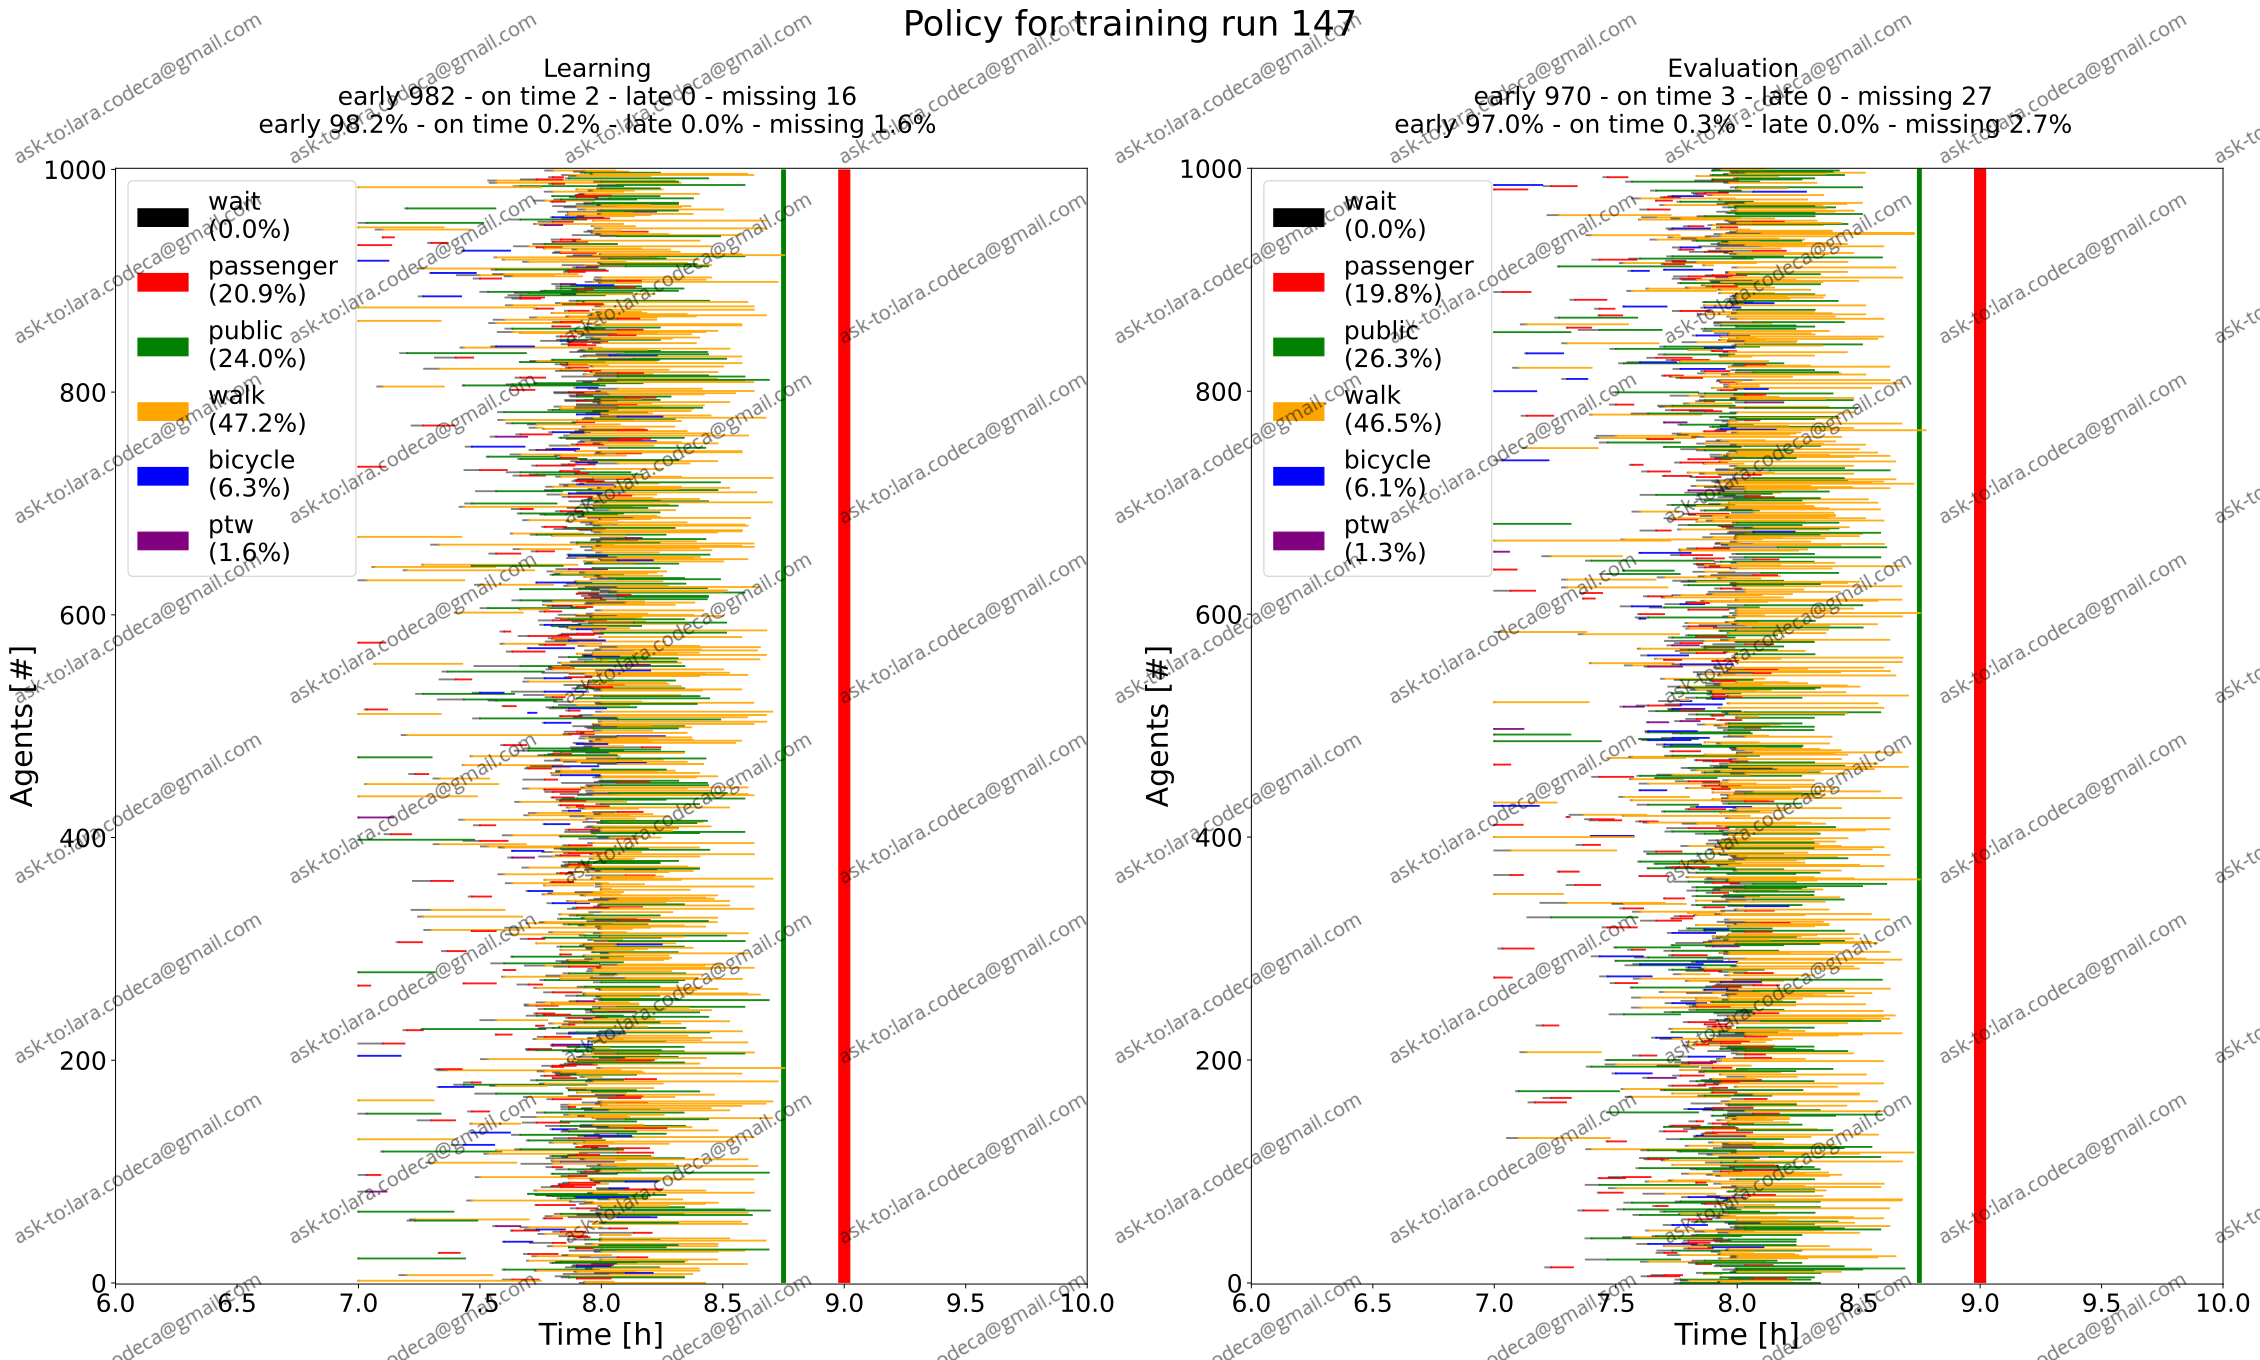 Policy for training run 147
Learning
early 982 - on time 2 - late 0 - missing 16
early 98.2% - on time 0.2% - late 0.0% - missing 1.6%
Evaluation
early 970 - on time 3 - late 0 - missing 27
early 97.0% - on time 0.3% - late 0.0% - missing 2.7%
wait
(0.0%)
passenger
(20.9%)
public
(24.0%)
walk
(47.2%)
bicycle
(6.3%)
ptw
(1.6%)
Agents [#]
1000
800
600
400
200
0
6.0 6.5 7.0 7.5 8.0 8.5 9.0 9.5 10.0
Time [h]
wait
(0.0%)
passenger
(19.8%)
public
(26.3%)
walk
(46.5%)
bicycle
(6.1%)
ptw
(1.3%)
Agents [#]
1000
800
600
400
200
0
6.0 6.5 7.0 7.5 8.0 8.5 9.0 9.5 10.0
Time [h]
ask-to:lara.codeca@gmail.com